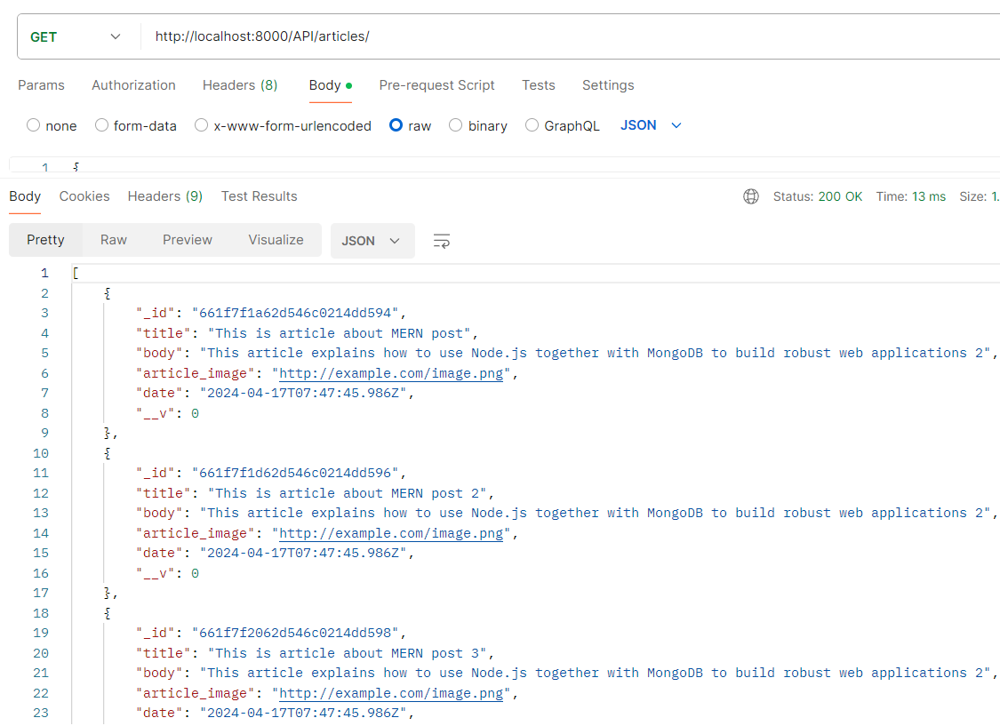 GET http://localhost:8000/API/articles/
Params Authorization Headers (8) Body Pre-request Script Tests Settings
none form-data x-www-form-urlencoded raw binary GraphQL JSON
1 {
Body Cookies Headers (9) Test Results Status: 200 OK Time: 13 ms Size: 1.
Pretty Raw Preview Visualize JSON
1 [
2 {
3 "_id": "661f7f1a62d546c0214dd594",
4 "title": "This is article about MERN post",
5 "body": "This article explains how to use Node.js together with MongoDB to build robust web applications 2",
6 "article_image": "http://example.com/image.png",
7 "date": "2024-04-17T07:47:45.986Z",
8 "__v": 0
9 },
10 {
11 "_id": "661f7f1d62d546c0214dd596",
12 "title": "This is article about MERN post 2",
13 "body": "This article explains how to use Node.js together with MongoDB to build robust web applications 2",
14 "article_image": "http://example.com/image.png",
15 "date": "2024-04-17T07:47:45.986Z",
16 "__v": 0
17 },
18 {
19 "_id": "661f7f2062d546c0214dd598",
20 "title": "This is article about MERN post 3",
21 "body": "This article explains how to use Node.js together with MongoDB to build robust web applications 2",
22 "article_image": "http://example.com/image.png",
23 "date": "2024-04-17T07:47:45.986Z",